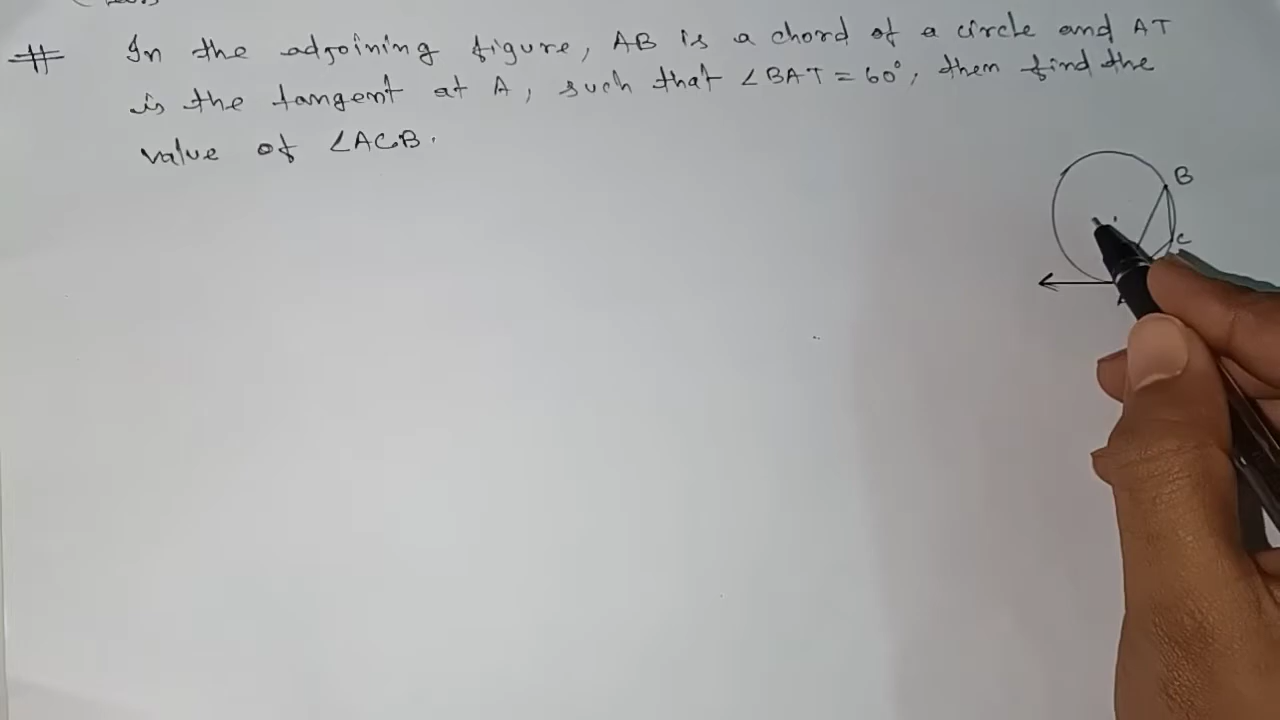 # In the adjoining figure, AB is a chord of a circle and AT
is the tangent at A, such that ∠BAT = 60°, then find the
value of ∠ACB.
B
C
A